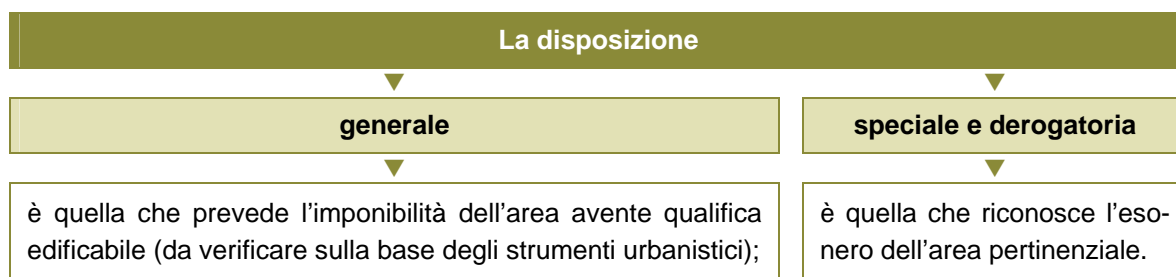 La disposizione
generale
è quella che prevede l'imponibilità dell'area avente qualifica
edificabile (da verificare sulla base degli strumenti urbanistici);
speciale e derogatoria
è quella che riconosce l'eso-
nero dell'area pertinenziale.